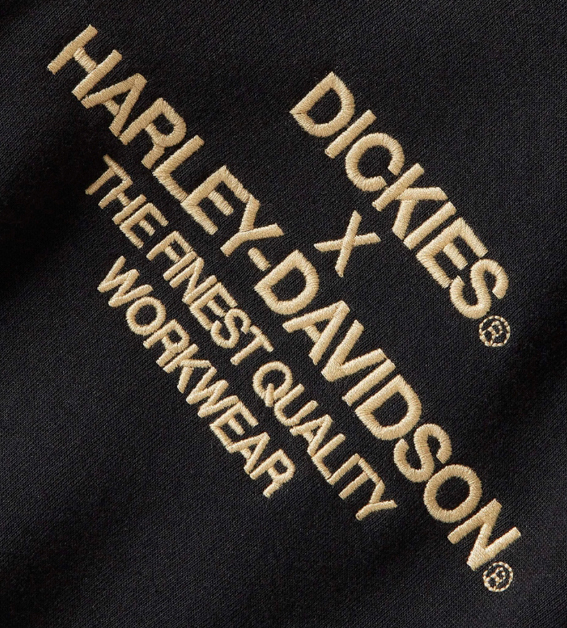 DICKIES®
X
HARLEY-DAVIDSON®
THE FINEST QUALITY
WORKWEAR